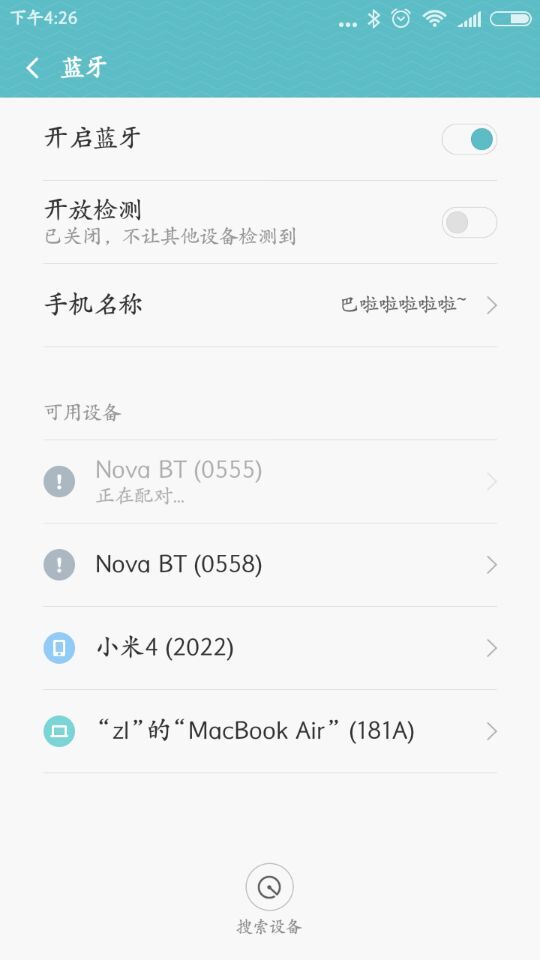 下午4:26
蓝牙
开启蓝牙
开放检测
已关闭，不让其他设备检测到
手机名称 巴啦啦啦啦啦~
可用设备
Nova BT (0555)
正在配对...
Nova BT (0558)
小米4 (2022)
“zl”的“MacBook Air” (181A)
搜索设备